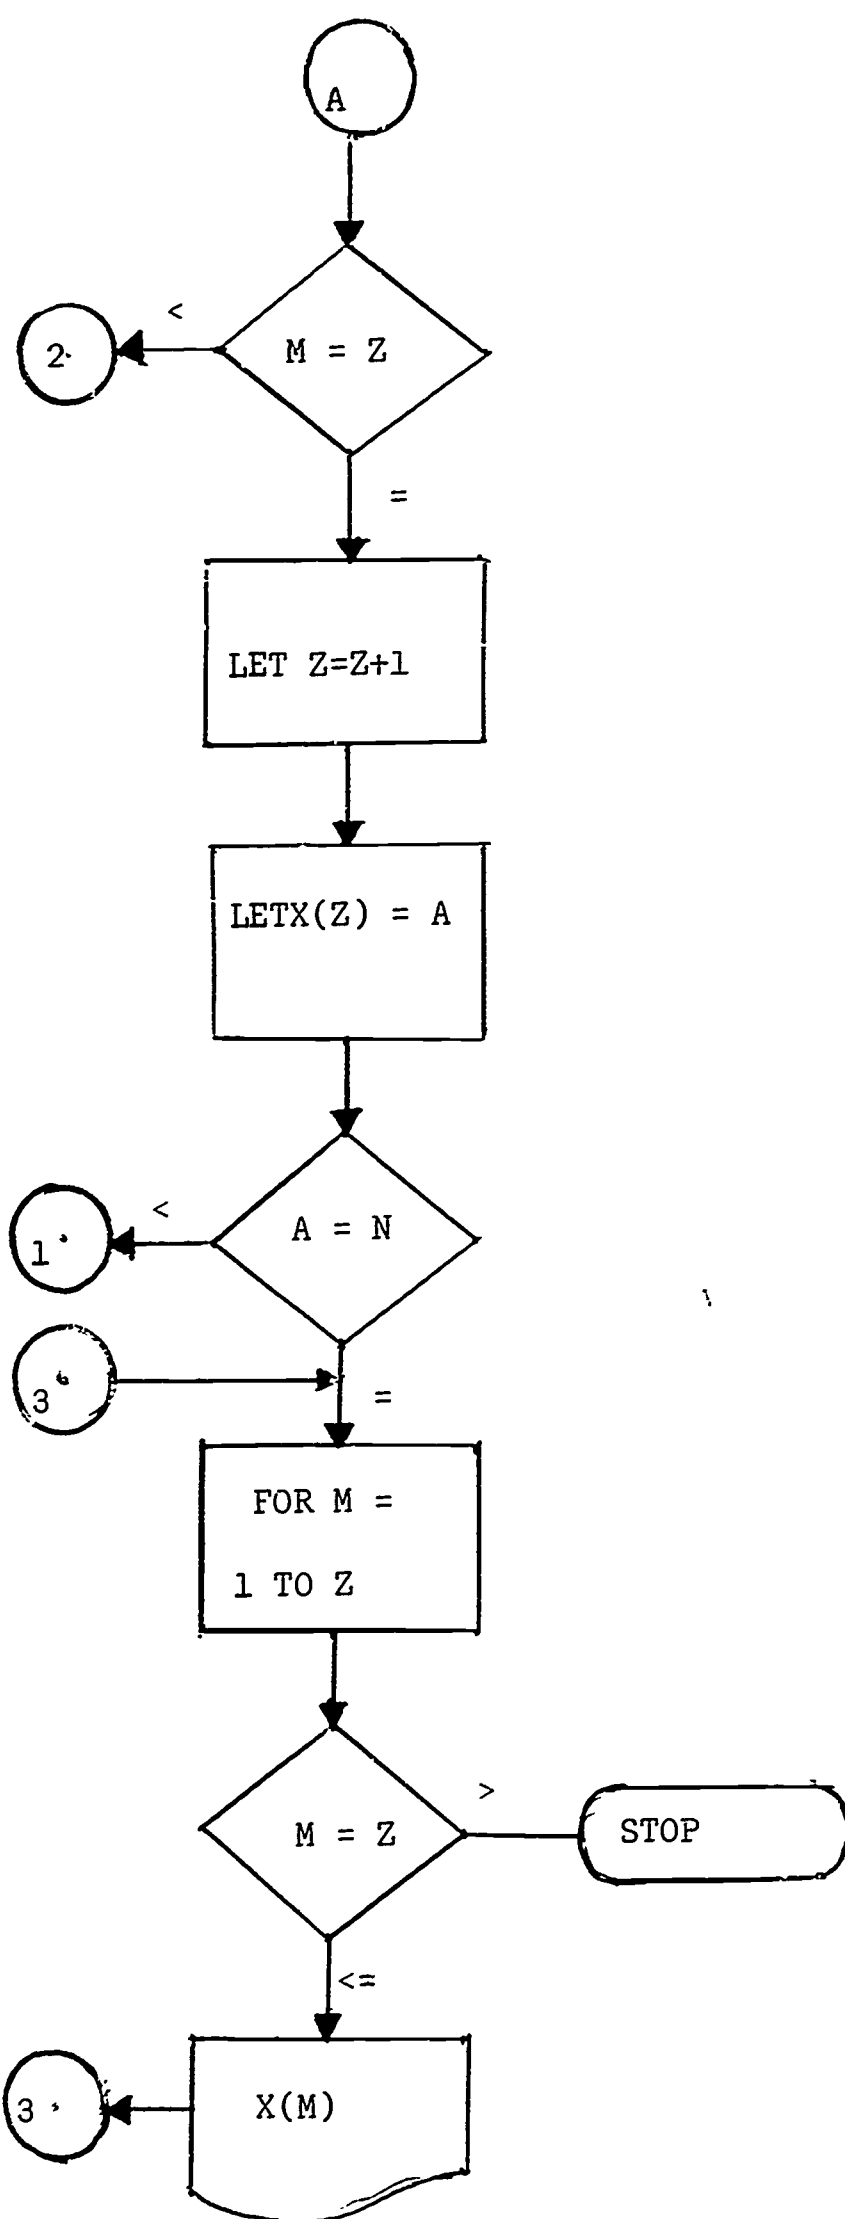 A
<
2
M = Z
=
LET Z=Z+1
LETX(Z) = A
<
1
A = N
3
=
FOR M =
1 TO Z
>
M = Z
STOP
<=
3
X(M)